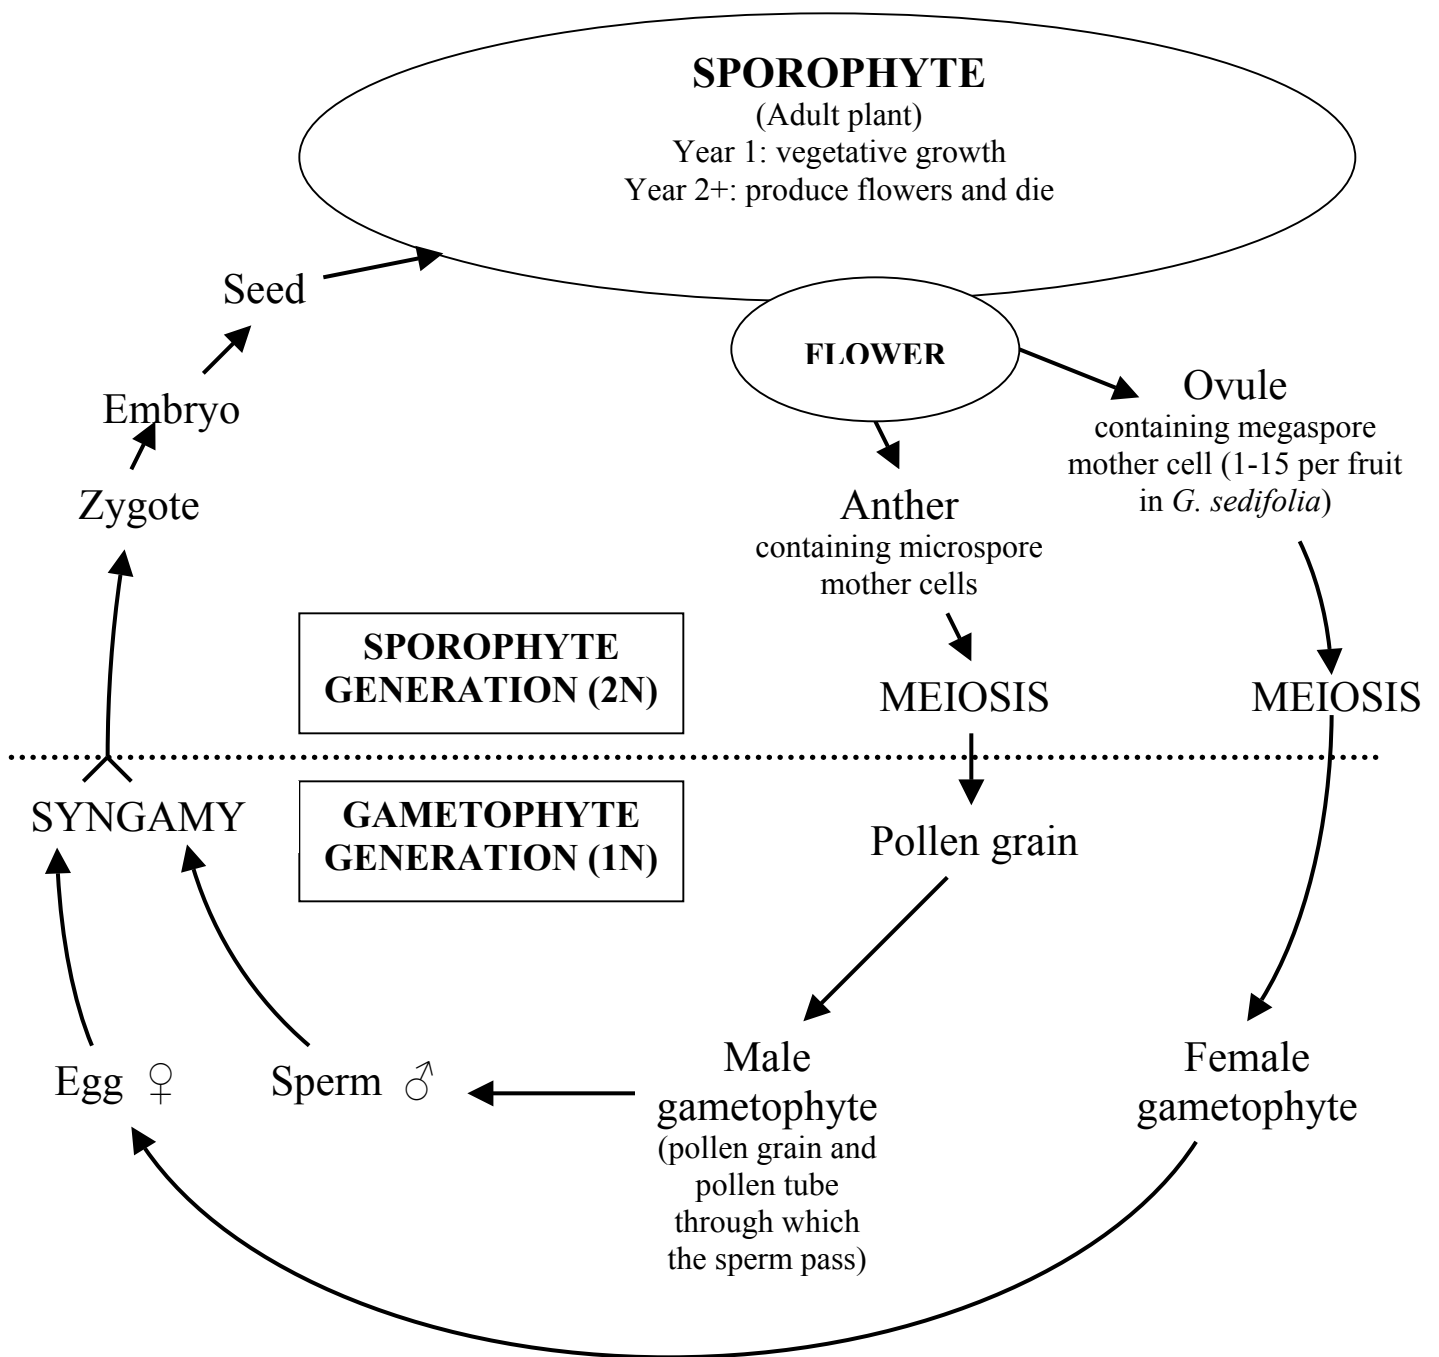 SPOROPHYTE
(Adult plant)
Year 1: vegetative growth
Year 2+: produce flowers and die
Seed
FLOWER
Embryo
Ovule
containing megaspore
mother cell (1-15 per fruit
in G. sedifolia)
Zygote
Anther
containing microspore
mother cells
SPOROPHYTE
GENERATION (2N)
MEIOSIS
MEIOSIS
SYNGAMY
GAMETOPHYTE
GENERATION (1N)
Pollen grain
Egg ♀
Sperm ♂
Male
gametophyte
(pollen grain and
pollen tube
through which
the sperm pass)
Female
gametophyte